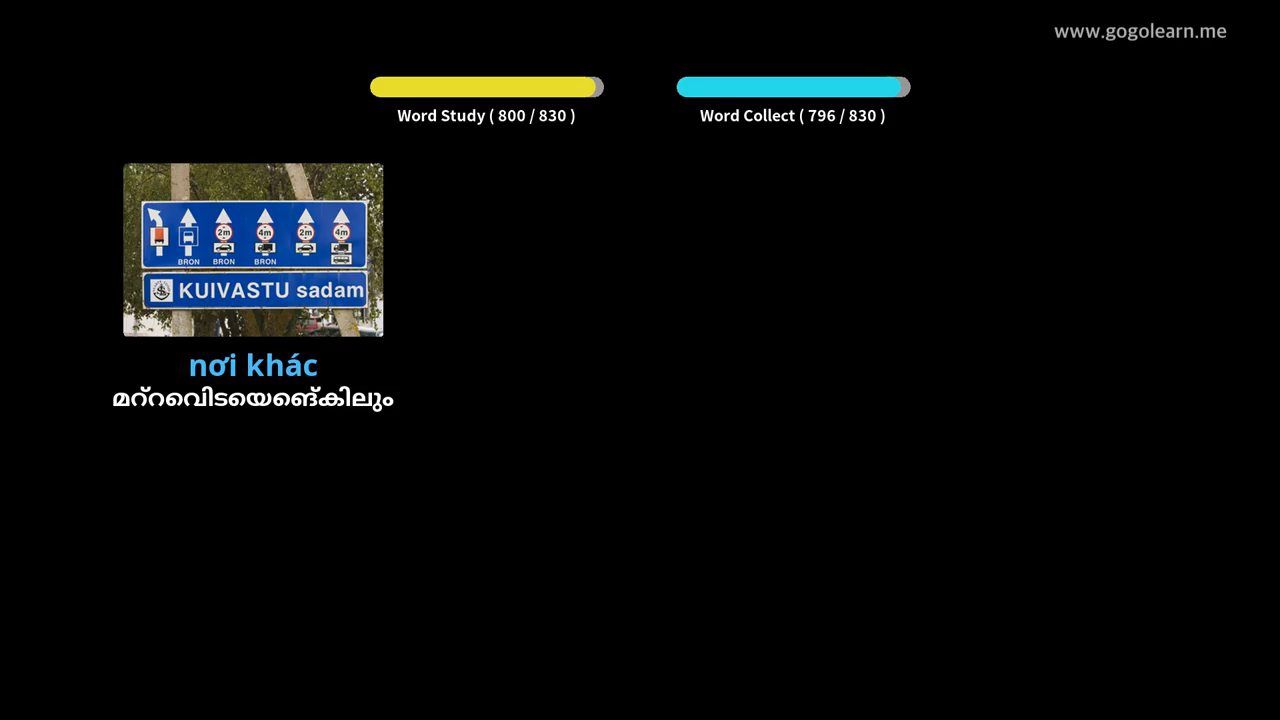 www.gogolearn.me
Word Study ( 800 / 830 )
Word Collect ( 796 / 830 )
2m 4m 2m 4m
BRON BRON BRON
KUIVASTU sadam
nơi khác
മറ്റെവിടെയെങ്കിലും